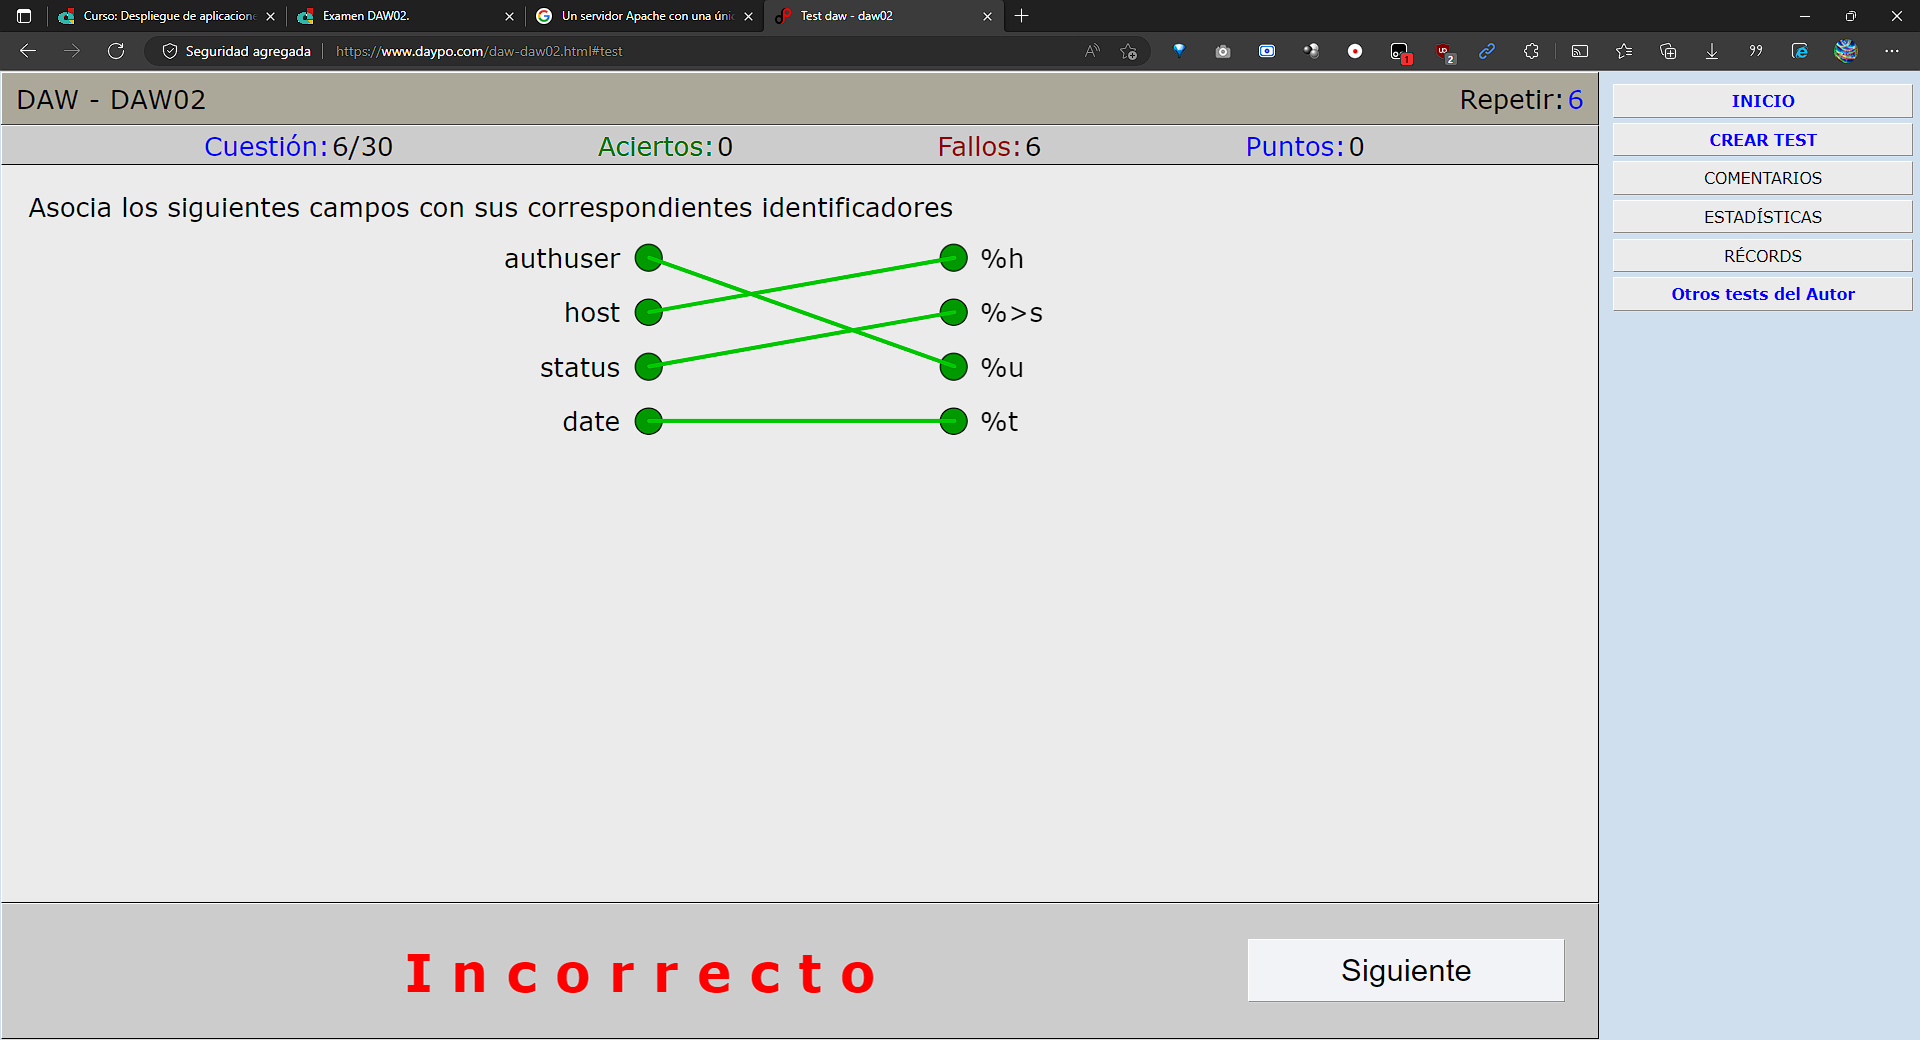 Curso: Despliegue de aplicacione
Examen DAW02.
Un servidor Apache con una únic
Test daw - daw02
Seguridad agregada
https://www.daypo.com/daw-daw02.html#test
1
2
DAW - DAW02
Repetir: 6
Cuestión: 6/30
Aciertos: 0
Fallos: 6
Puntos: 0
Asocia los siguientes campos con sus correspondientes identificadores
authuser
%h
host
%>s
status
%u
date
%t
Incorrecto
Siguiente
INICIO
CREAR TEST
COMENTARIOS
ESTADÍSTICAS
RÉCORDS
Otros tests del Autor